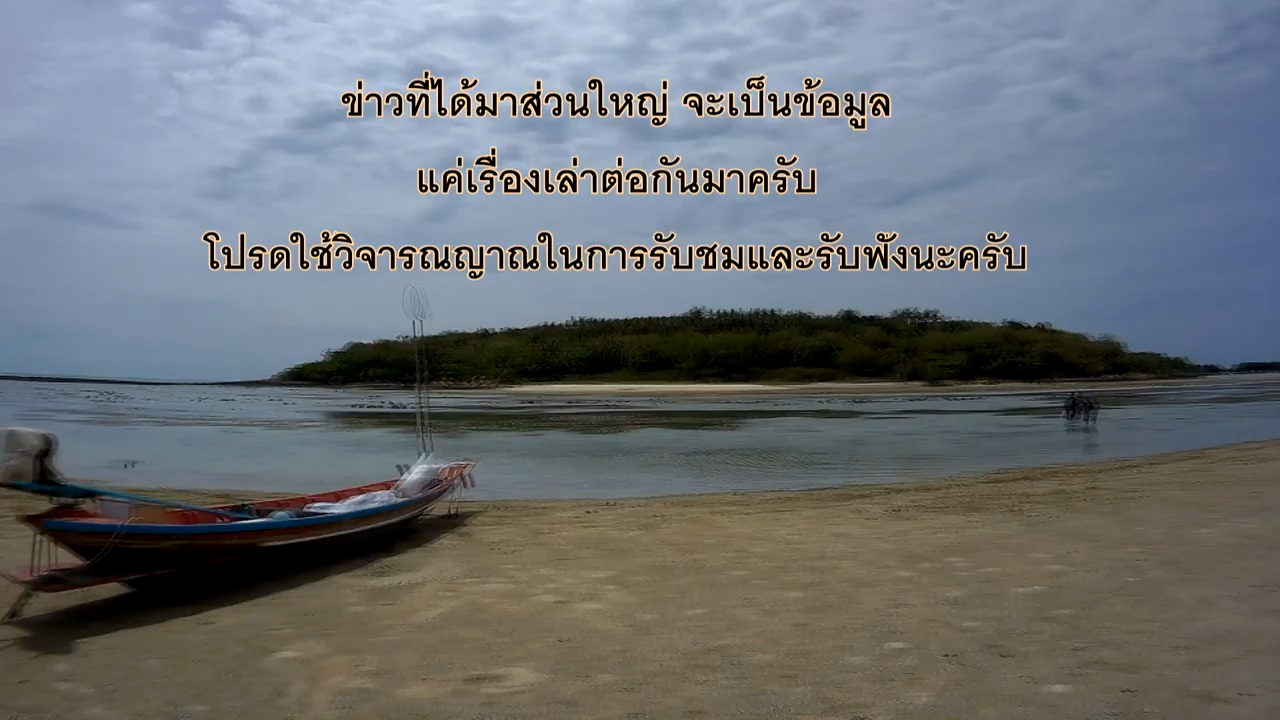 ข่าวที่ได้มาส่วนใหญ่ จะเป็นข้อมูล
แค่เรื่องเล่าต่อกันมาครับ
โปรดใช้วิจารณญาณในการรับชมและรับฟังนะครับ